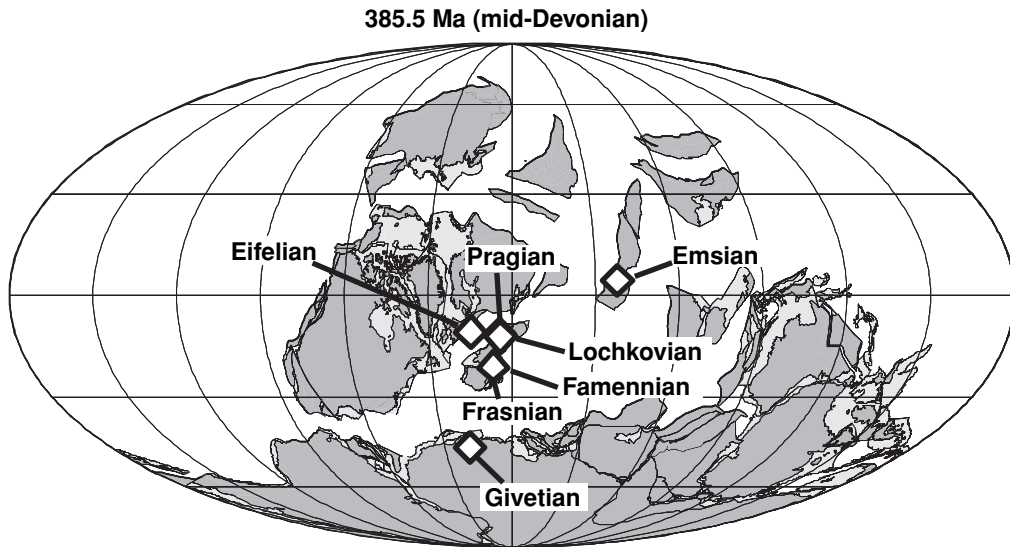 385.5 Ma (mid-Devonian)
Eifelian
Pragian
Emsian
Lochkovian
Famennian
Frasnian
Givetian